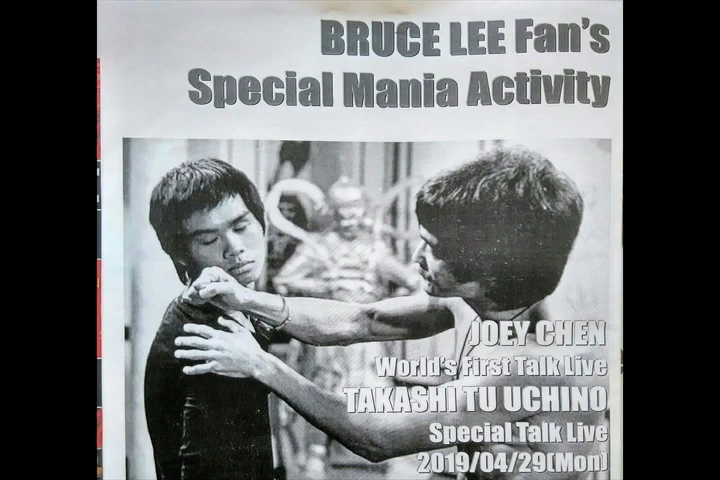 BRUCE LEE Fan's
Special Mania Activity
JOEY CHEN
World's First Talk Live
TAKASHI TU UCHINO
Special Talk Live
2019/04/29(Mon)